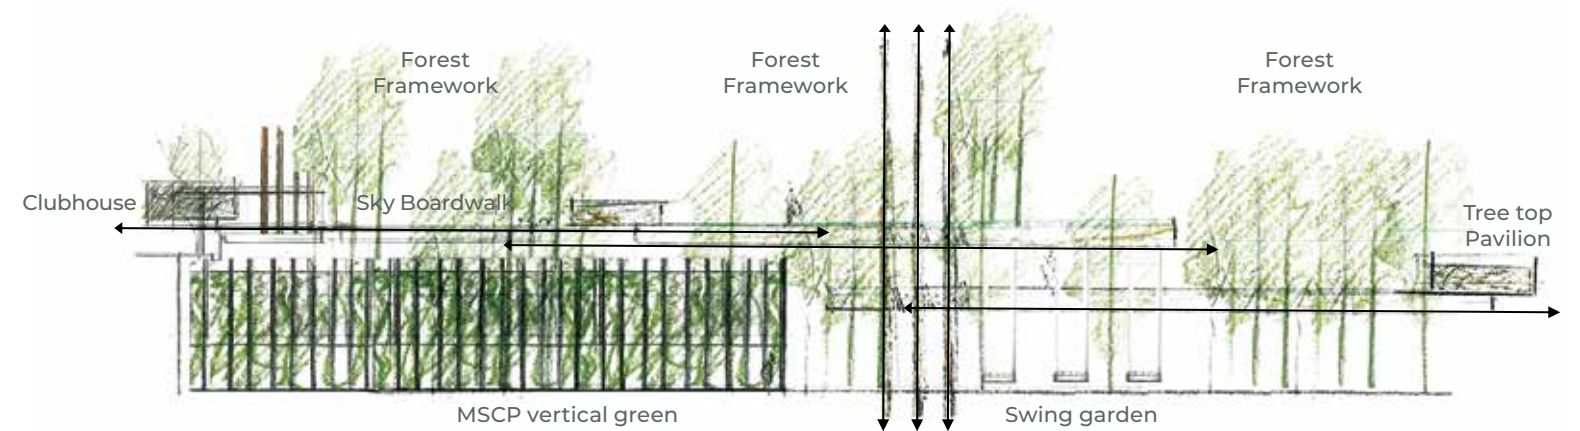 Forest
Framework
Forest
Framework
Forest
Framework
Clubhouse
Sky Boardwalk
Tree top
Pavilion
MSCP vertical green
Swing garden